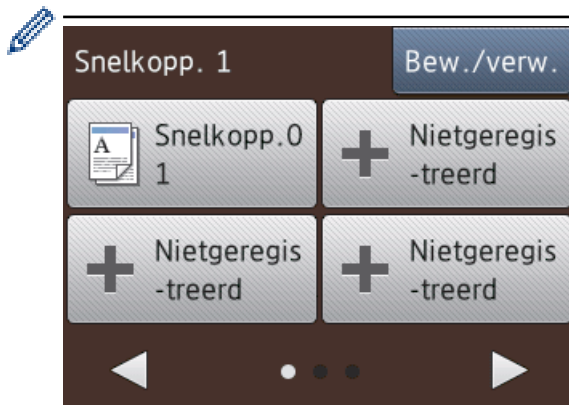 Snelkopp. 1
Bew./verw.
Snelkopp.0
1
Nietgeregis
-treerd
Nietgeregis
-treerd
Nietgeregis
-treerd
A